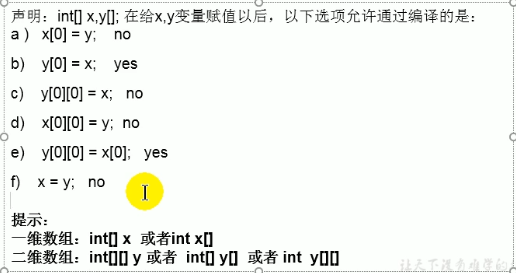 声明：int[] x,y[]; 在给x,y变量赋值以后，以下选项允许通过编译的是：
a ) x[0] = y; no
b) y[0] = x; yes
c) y[0][0] = x; no
d) x[0][0] = y; no
e) y[0][0] = x[0]; yes
f) x = y; no
提示：
一维数组：int[] x 或者int x[]
二维数组：int[][] y 或者 int[] y[] 或者 int y[][]